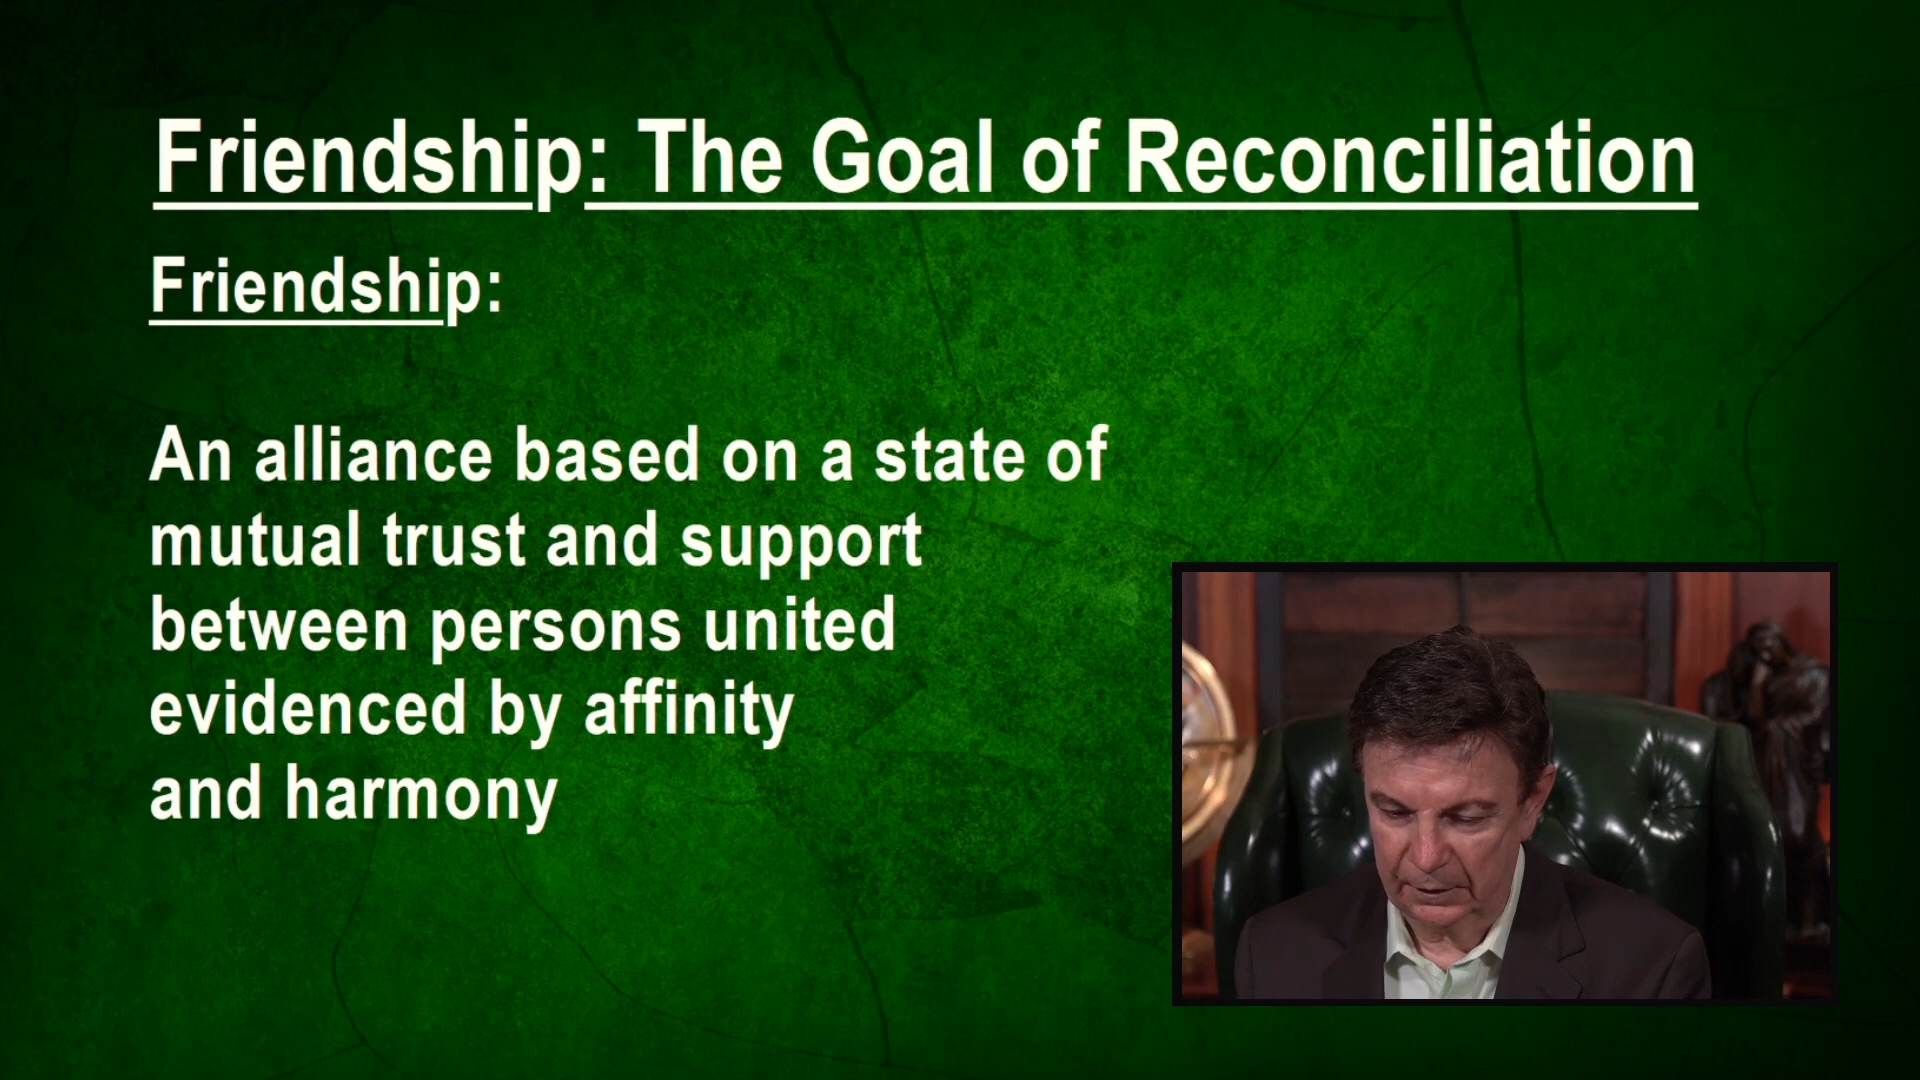 Friendship: The Goal of Reconciliation
Friendship:
An alliance based on a state of
mutual trust and support
between persons united
evidenced by affinity
and harmony